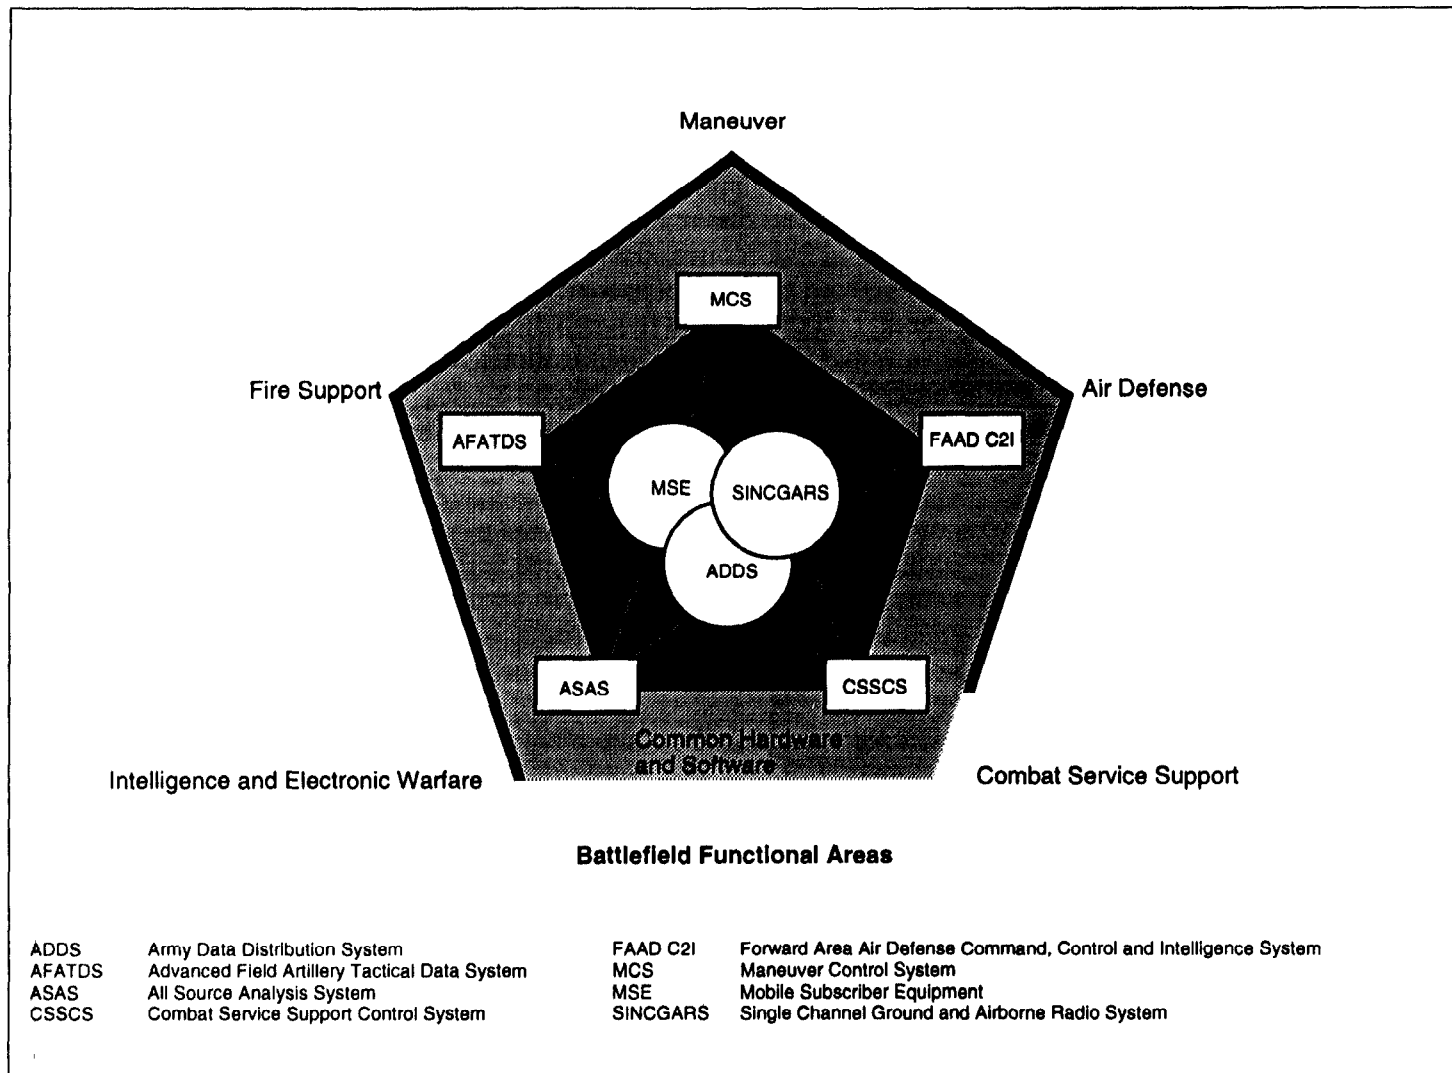 Maneuver
MCS
Fire Support
Air Defense
AFATDS
FAAD C2I
MSE
SINCGARS
ADDS
ASAS
CSSCS
Common Hardware
and Software
Intelligence and Electronic Warfare
Combat Service Support
Battlefield Functional Areas
ADDS Army Data Distribution System
AFATDS Advanced Field Artillery Tactical Data System
ASAS All Source Analysis System
CSSCS Combat Service Support Control System
FAAD C2I Forward Area Air Defense Command, Control and Intelligence System
MCS Maneuver Control System
MSE Mobile Subscriber Equipment
SINCGARS Single Channel Ground and Airborne Radio System